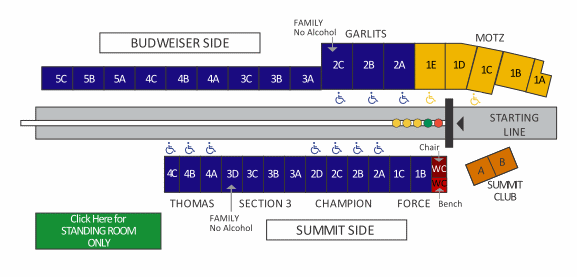 FAMILY
No Alcohol
GARLITS
MOTZ
BUDWEISER SIDE
5C 5B 5A 4C 4B 4A 3C 3B 3A 2C 2B 2A 1E 1D 1C 1B 1A
STARTING
LINE
Chair
4C 4B 4A 3D 3C 3B 3A 2D 2C 2B 2A 1C 1B WC
WC
A B
SUMMIT
CLUB
THOMAS SECTION 3 CHAMPION FORCE Bench
FAMILY
No Alcohol
SUMMIT SIDE
Click Here for
STANDING ROOM
ONLY